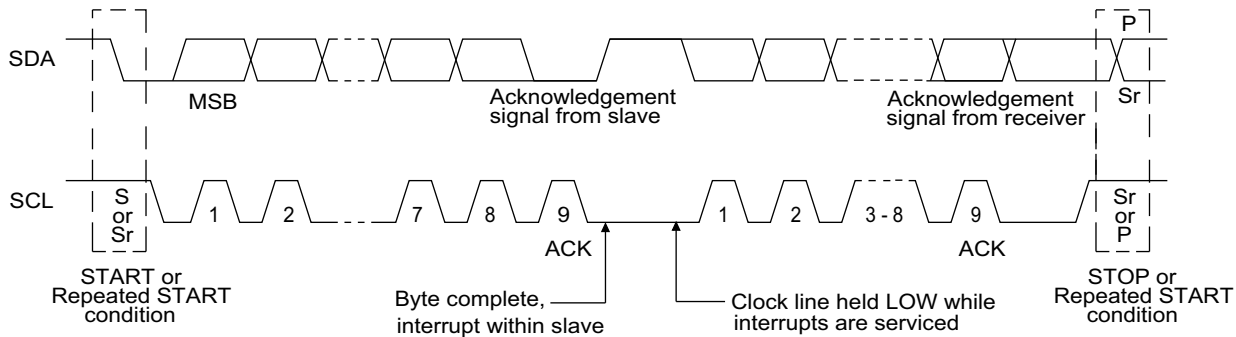 P
SDA
MSB
Acknowledgement
signal from slave
Acknowledgement
signal from receiver
Sr
SCL
S
or
Sr
1
2
7
8
9
1
2
3 - 8
9
Sr
or
P
ACK
ACK
START or
Repeated START
condition
Byte complete,
interrupt within slave
Clock line held LOW while
interrupts are serviced
STOP or
Repeated START
condition